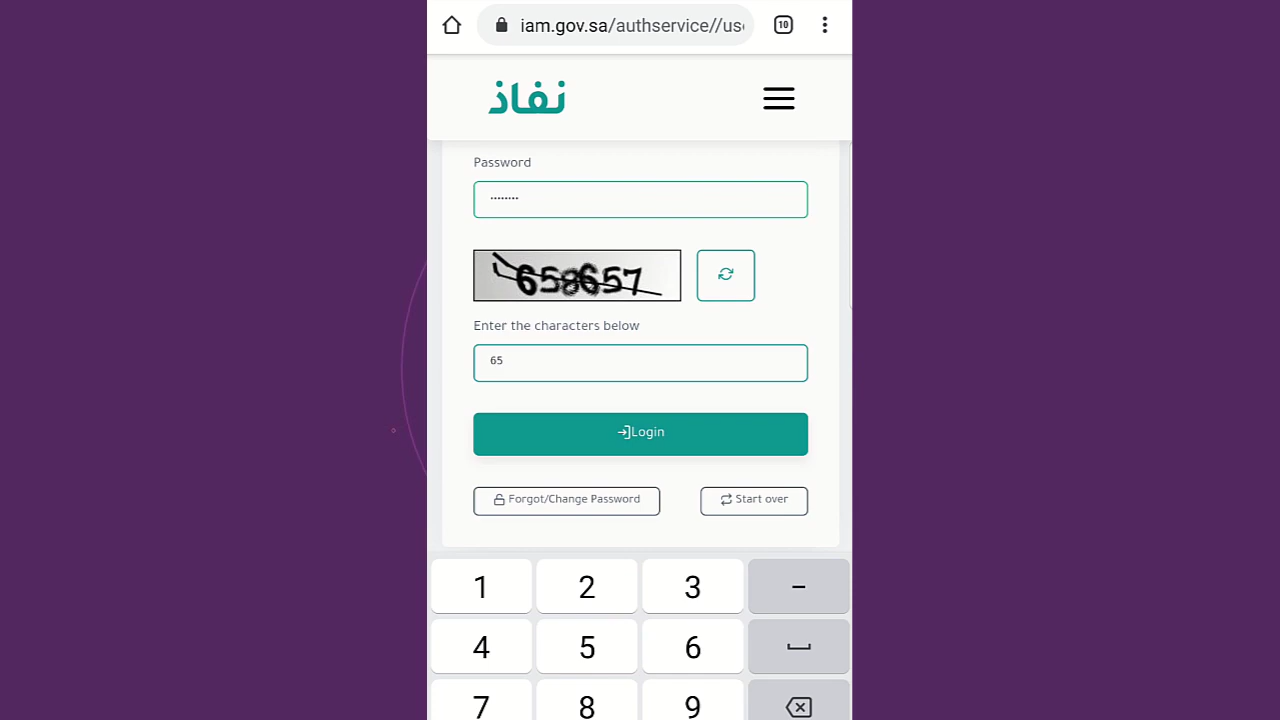 iam.gov.sa/authservice//us
10
نفاذ
Password
········
658657
Enter the characters below
65
Login
Forgot/Change Password
Start over
1 2 3 –
4 5 6
7 8 9